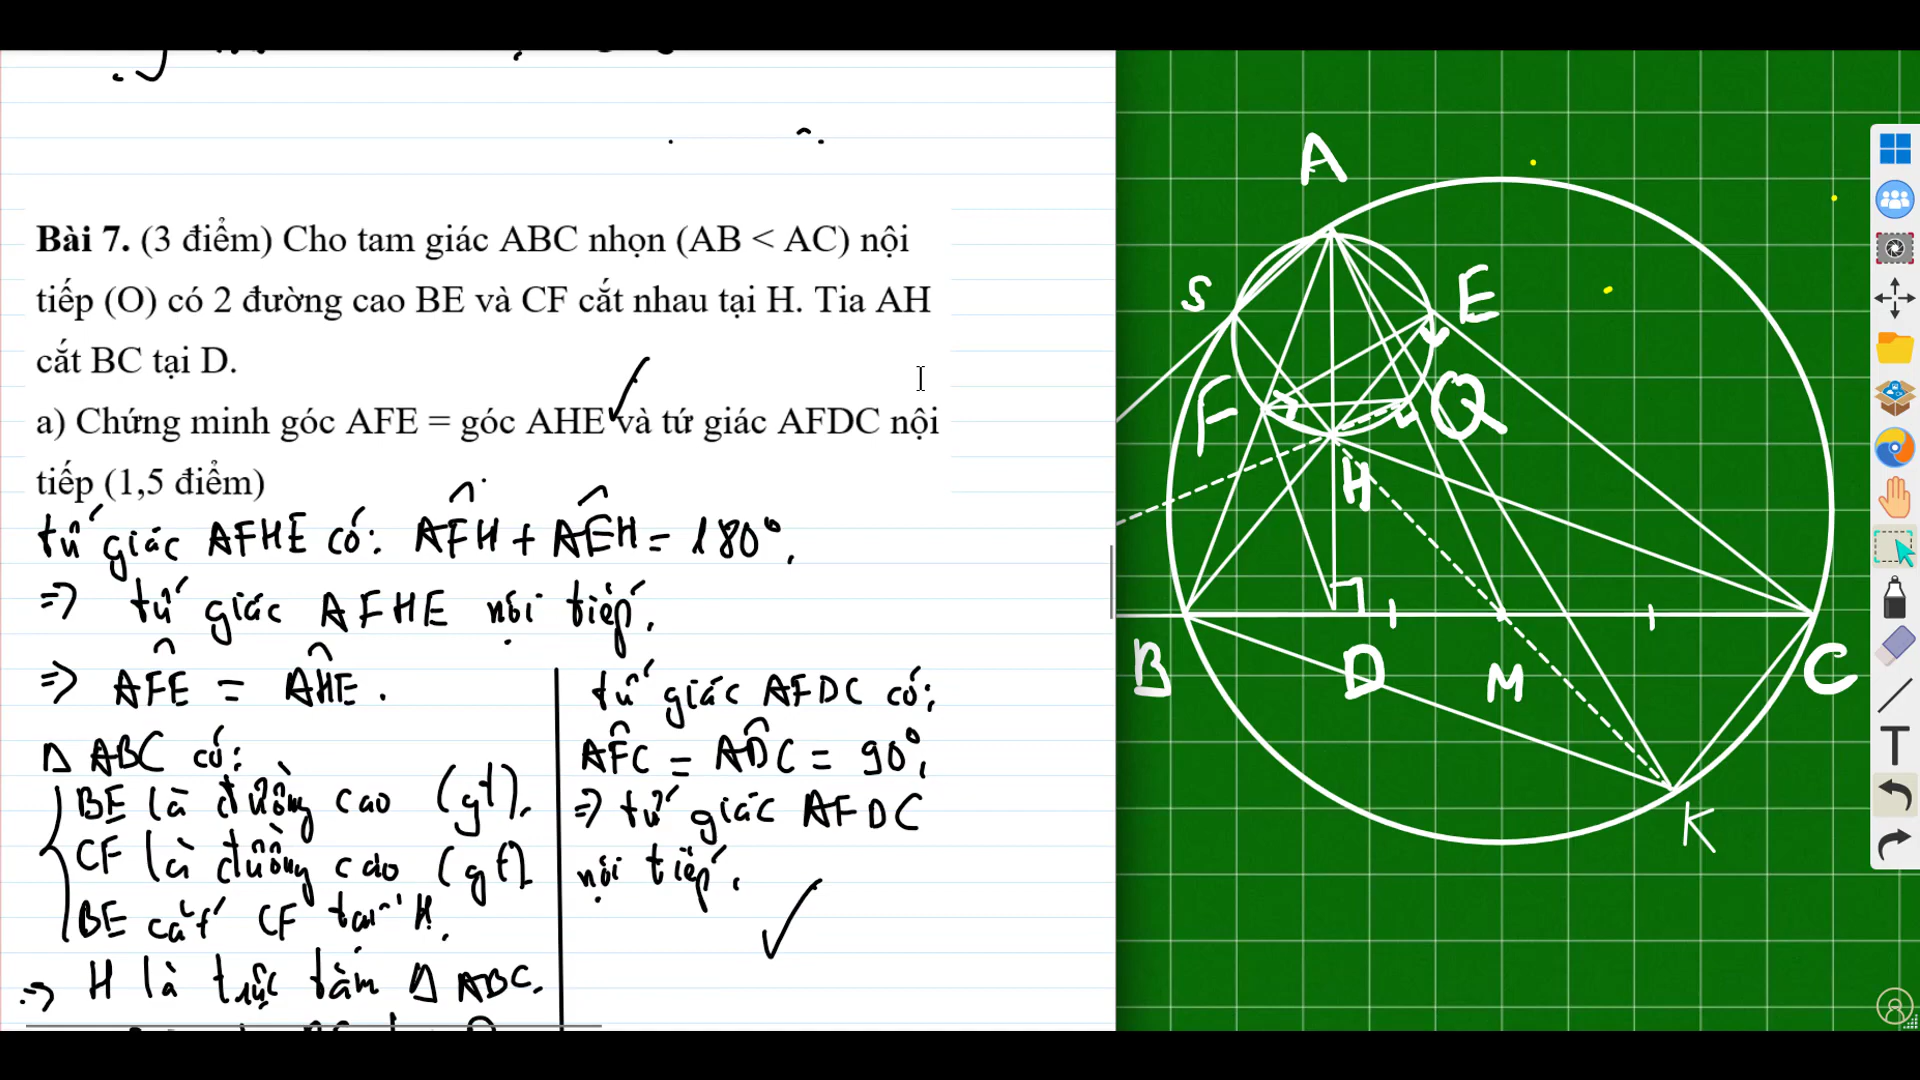 Bài 7. (3 điểm) Cho tam giác ABC nhọn (AB < AC) nội
tiếp (O) có 2 đường cao BE và CF cắt nhau tại H. Tia AH
cắt BC tại D.
a) Chứng minh góc AFE = góc AHE và tứ giác AFDC nội
tiếp (1,5 điểm)
tứ giác AFHE có: AFH + AEH = 180°.
=> tứ giác AFHE nội tiếp.
=> AFE = AHE.
Δ ABC có:
BE là đường cao (gt).
CF là đường cao (gt)
BE cắt CF tại H.
=> H là trực tâm Δ ABC.
tứ giác AFDC có:
AFC = ADC = 90°
=> tứ giác AFDC
nội tiếp.
A
S
E
F
Q
H
B
D
M
C
K
T